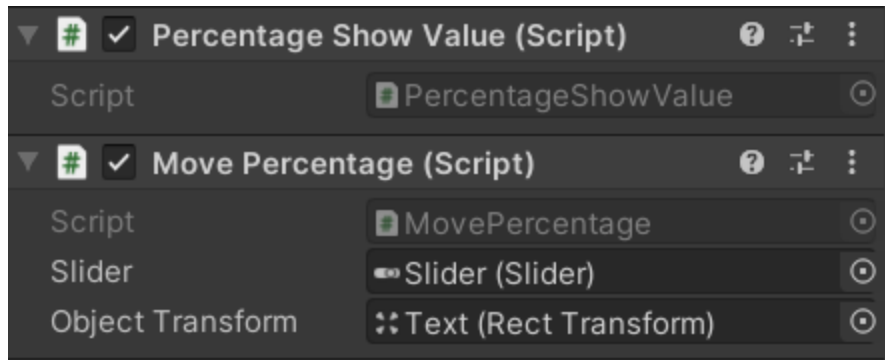 # Percentage Show Value (Script)
Script # PercentageShowValue
# Move Percentage (Script)
Script # MovePercentage
Slider Slider (Slider)
Object Transform Text (Rect Transform)